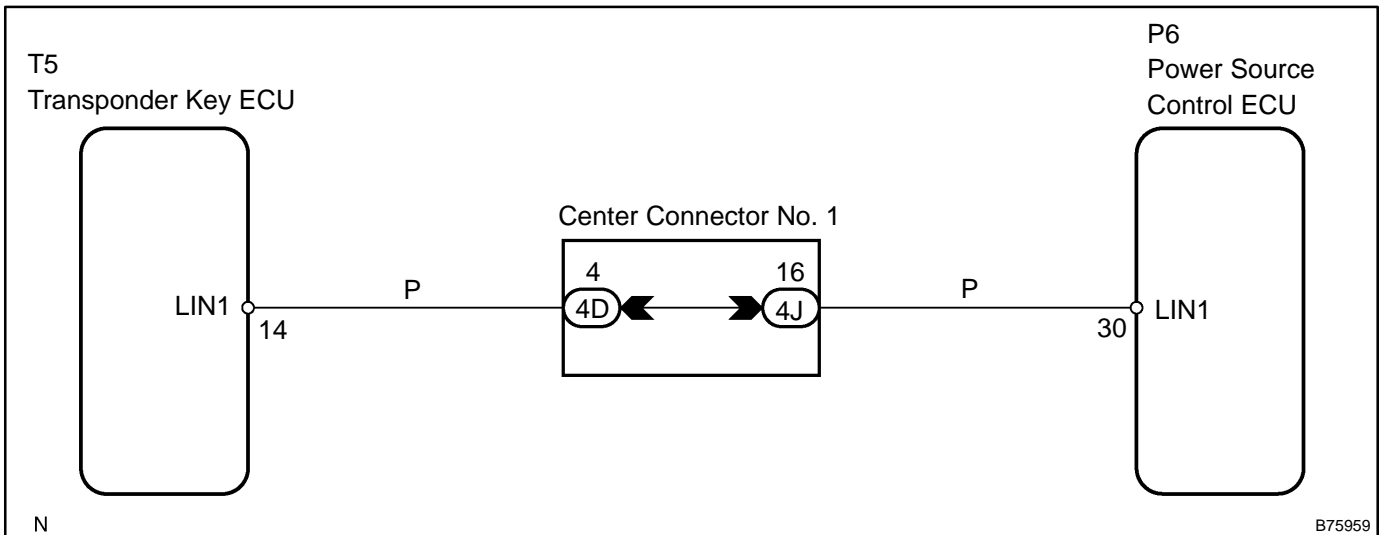 T5
Transponder Key ECU
P6
Power Source
Control ECU
Center Connector No. 1
4
16
LIN1
P
4D
4J
P
LIN1
14
30
N
B75959